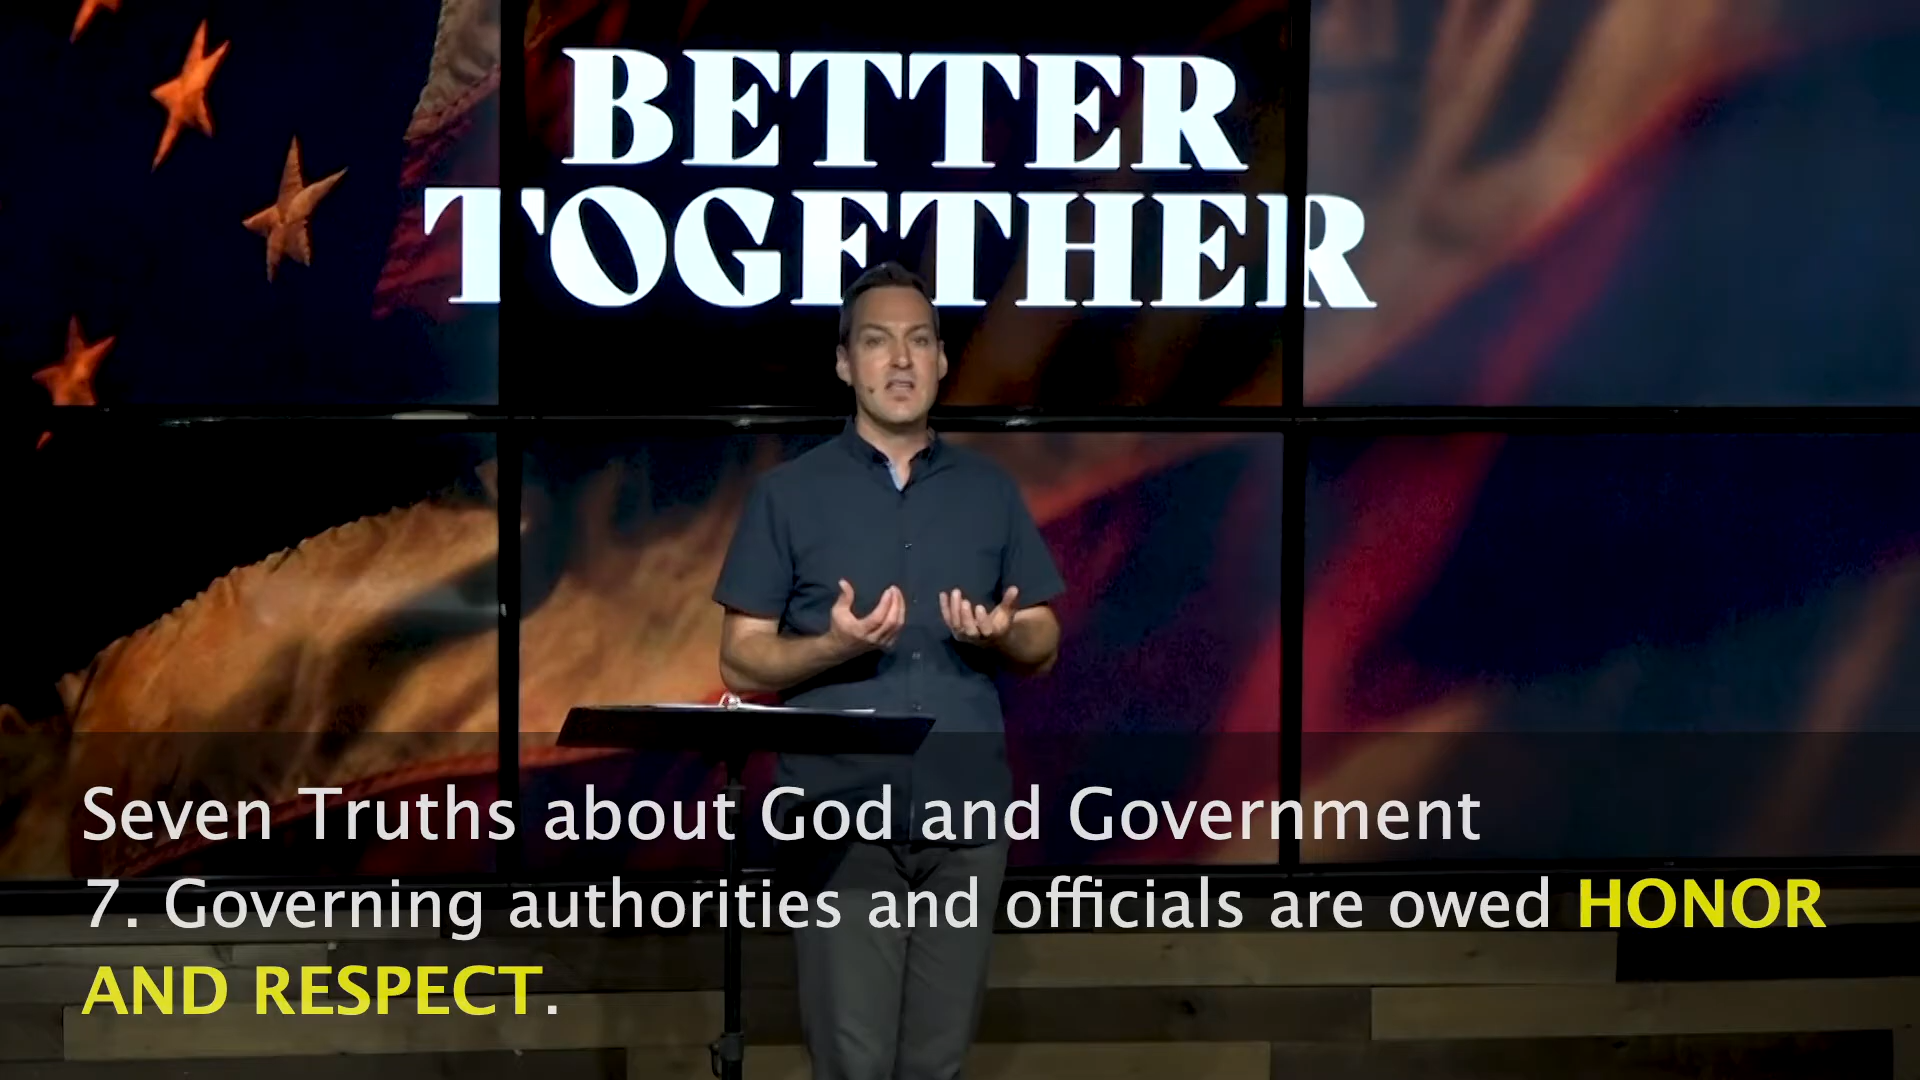 BETTER
TOGETHER
Seven Truths about God and Government
7. Governing authorities and officials are owed HONOR
AND RESPECT.